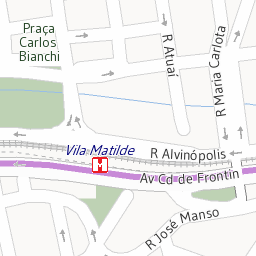 Praça
Carlos
Bianchi
R Atuaí
R Maria Carlota
Vila Matilde
R Alvinópolis
Av Cd de Frontin
R José Manso